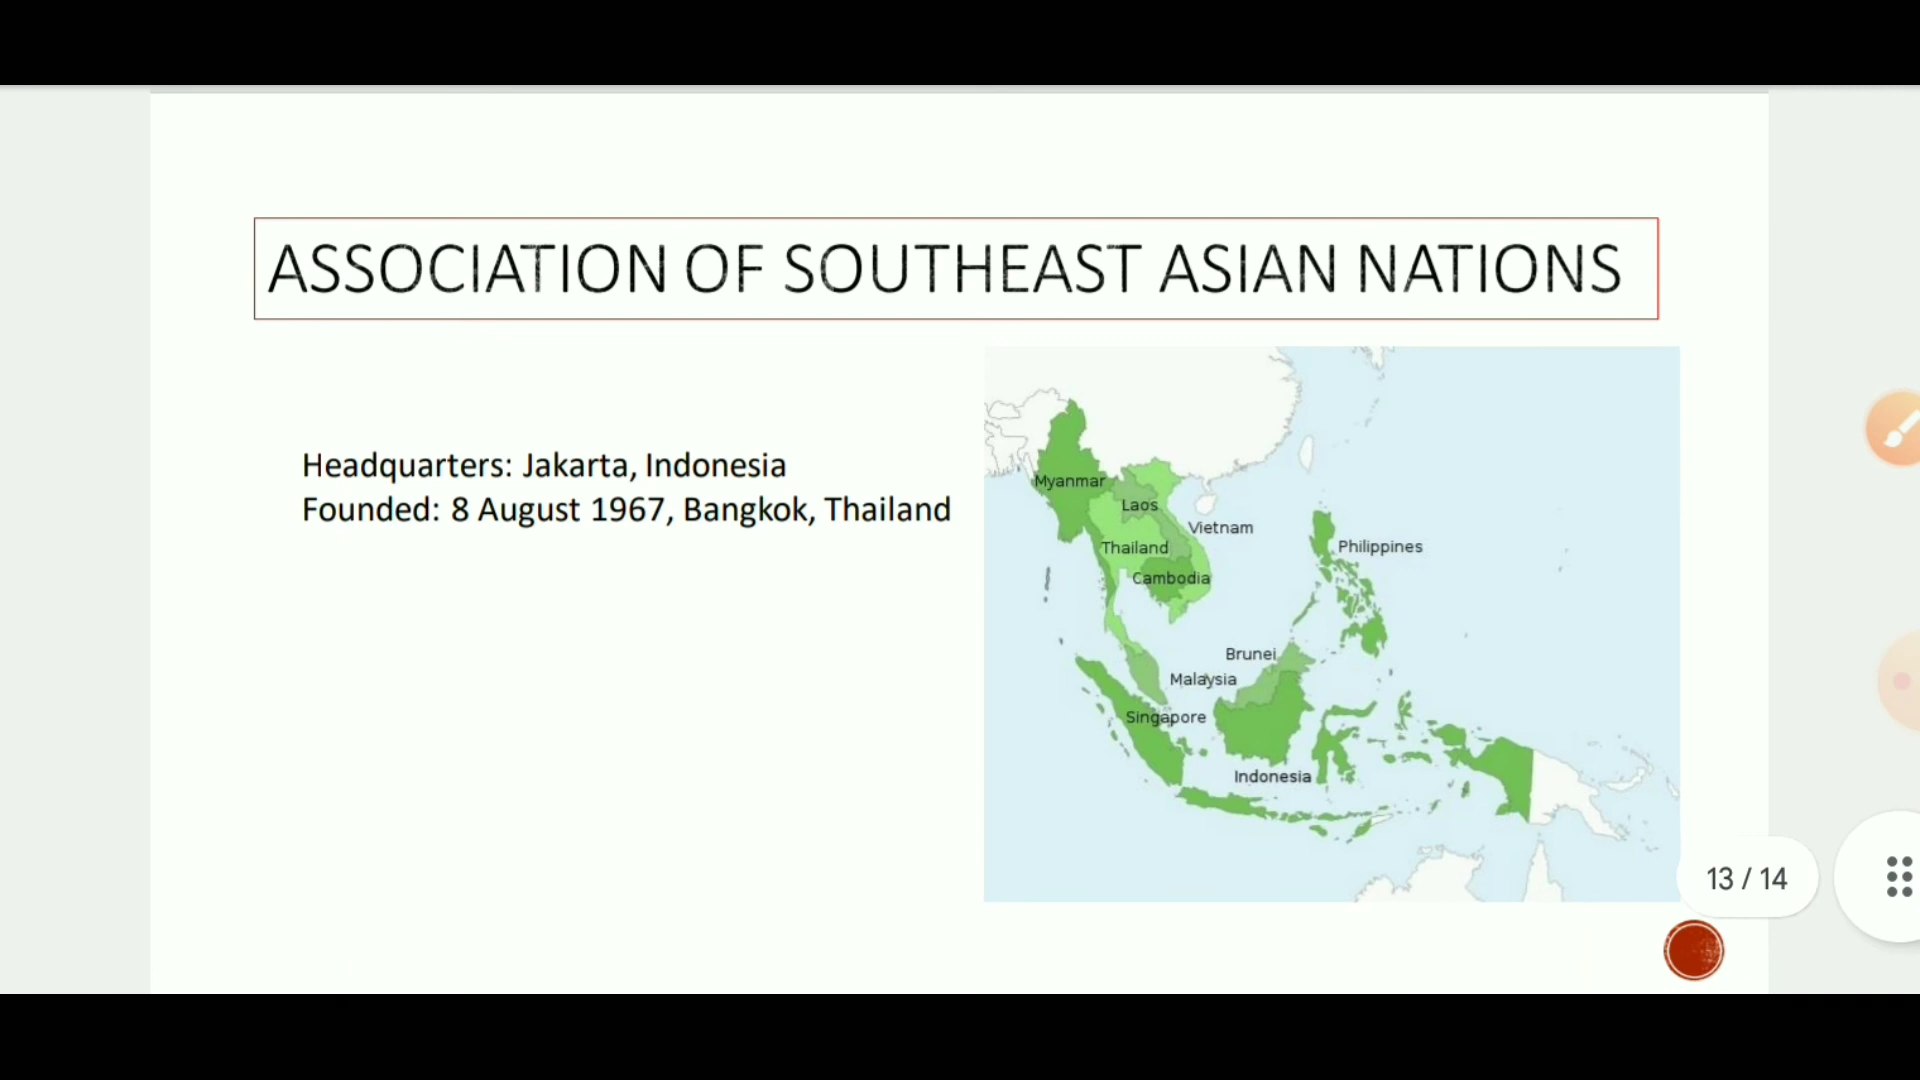 ASSOCIATION OF SOUTHEAST ASIAN NATIONS
Headquarters: Jakarta, Indonesia
Founded: 8 August 1967, Bangkok, Thailand
Myanmar
Laos
Vietnam
Thailand
Philippines
Cambodia
Brunei
Malaysia
Singapore
Indonesia
13 / 14